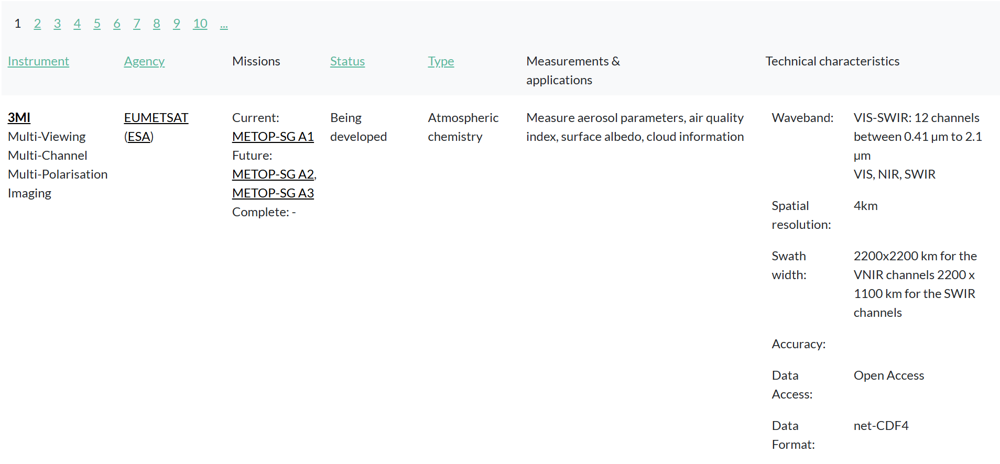 1 2 3 4 5 6 7 8 9 10 ...
Instrument
Agency
Missions
Status
Type
Measurements &
applications
Technical characteristics
3MI
Multi-Viewing
Multi-Channel
Multi-Polarisation
Imaging
EUMETSAT
(ESA)
Current:
METOP-SG A1
Future:
METOP-SG A2,
METOP-SG A3
Complete: -
Being
developed
Atmospheric
chemistry
Measure aerosol parameters, air quality
index, surface albedo, cloud information
Waveband:
VIS-SWIR: 12 channels
between 0.41 µm to 2.1
µm
VIS, NIR, SWIR
Spatial
resolution:
4km
Swath
width:
2200x2200 km for the
VNIR channels 2200 x
1100 km for the SWIR
channels
Accuracy:
Data
Access:
Open Access
Data
Format:
net-CDF4